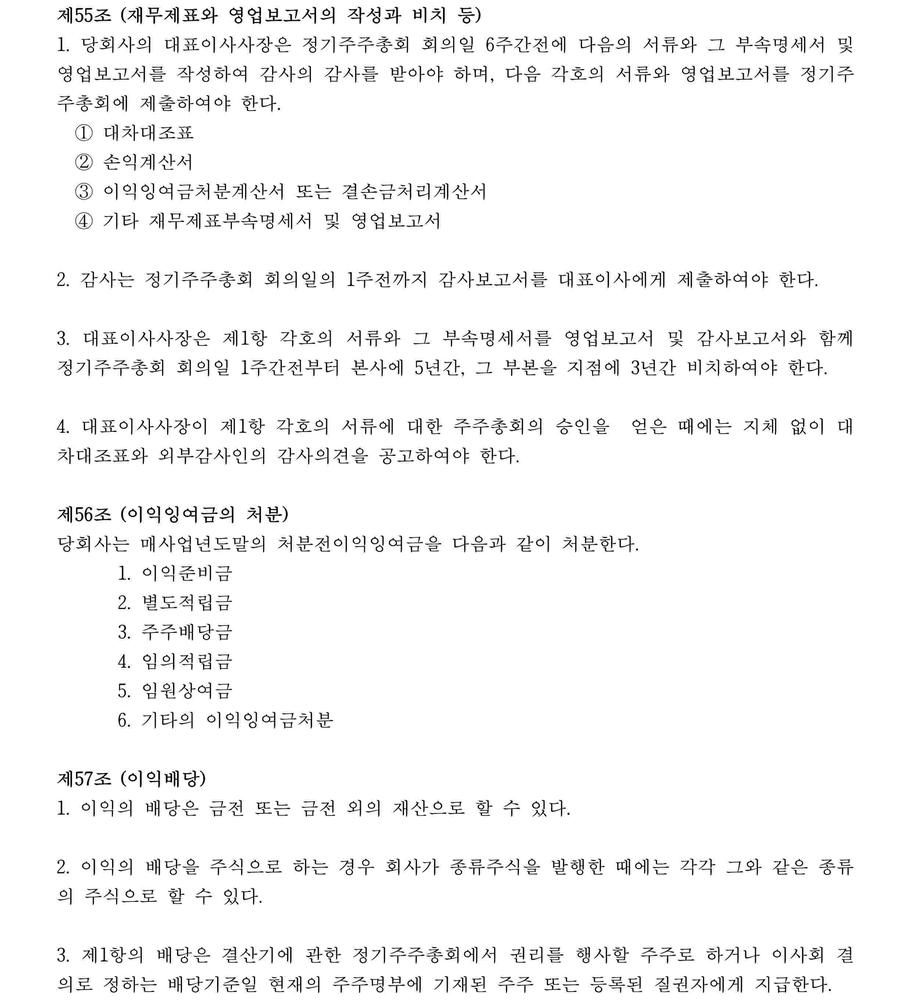 제55조 (재무제표와 영업보고서의 작성과 비치 등)
1. 당회사의 대표이사사장은 정기주주총회 회의일 6주간전에 다음의 서류와 그 부속명세서 및
영업보고서를 작성하여 감사의 감사를 받아야 하며, 다음 각호의 서류와 영업보고서를 정기주
주총회에 제출하여야 한다.
① 대차대조표
② 손익계산서
③ 이익잉여금처분계산서 또는 결손금처리계산서
④ 기타 재무제표부속명세서 및 영업보고서
2. 감사는 정기주주총회 회의일의 1주전까지 감사보고서를 대표이사에게 제출하여야 한다.
3. 대표이사사장은 제1항 각호의 서류와 그 부속명세서를 영업보고서 및 감사보고서와 함께
정기주주총회 회의일 1주간전부터 본사에 5년간, 그 부본을 지점에 3년간 비치하여야 한다.
4. 대표이사사장이 제1항 각호의 서류에 대한 주주총회의 승인을 얻은 때에는 지체 없이 대
차대조표와 외부감사인의 감사의견을 공고하여야 한다.
제56조 (이익잉여금의 처분)
당회사는 매사업년도말의 처분전이익잉여금을 다음과 같이 처분한다.
1. 이익준비금
2. 별도적립금
3. 주주배당금
4. 임의적립금
5. 임원상여금
6. 기타의 이익잉여금처분
제57조 (이익배당)
1. 이익의 배당은 금전 또는 금전 외의 재산으로 할 수 있다.
2. 이익의 배당을 주식으로 하는 경우 회사가 종류주식을 발행한 때에는 각각 그와 같은 종류
의 주식으로 할 수 있다.
3. 제1항의 배당은 결산기에 관한 정기주주총회에서 권리를 행사할 주주로 하거나 이사회 결
의로 정하는 배당기준일 현재의 주주명부에 기재된 주주 또는 등록된 질권자에게 지급한다.